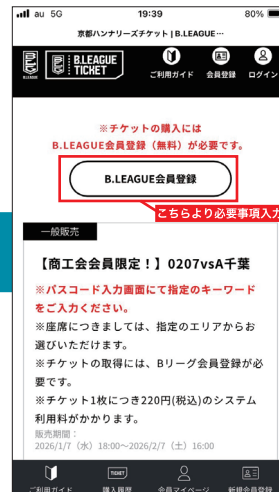 au 5G 19:39 80%
京都ハンナリーズチケット | B.LEAGUE…
B.LEAGUE
TICKET
ご利用ガイド 会員登録 ログイン
※チケットの購入には
B.LEAGUE会員登録（無料）が必要です。
B.LEAGUE会員登録
こちらより必要事項入力
一般販売
【商工会会員限定！】0207vsA千葉
※パスコード入力画面にて指定のキーワード
をご入力ください。
※座席につきましては、指定のエリアからお
選びいただけます。
※チケットの取得には、Bリーグ会員登録が必
要です。
※チケット1枚につき220円(税込)のシステム
利用料がかかります。
販売期間：
2026/1/7（水）18:00～2026/2/7（土）16:00
TICKET
ご利用ガイド 購入履歴 会員マイページ 新規会員登録